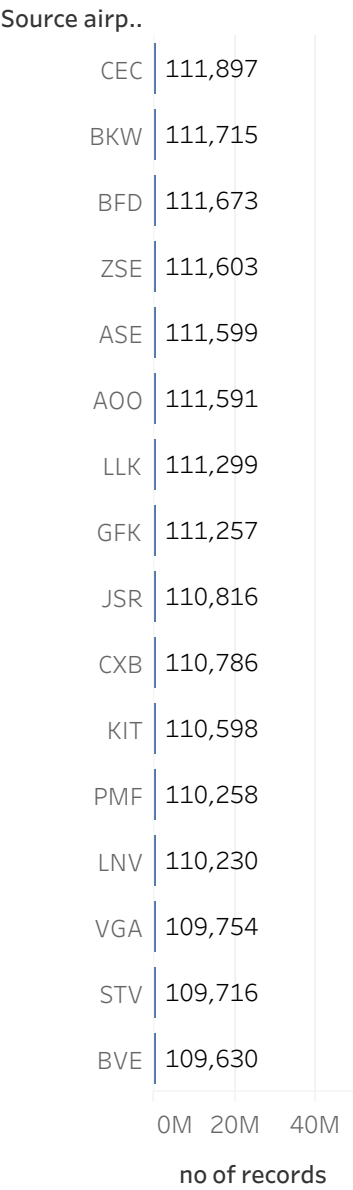 Source airp..
CEC 111,897
BKW 111,715
BFD 111,673
ZSE 111,603
ASE 111,599
AOO 111,591
LLK 111,299
GFK 111,257
JSR 110,816
CXB 110,786
KIT 110,598
PMF 110,258
LNV 110,230
VGA 109,754
STV 109,716
BVE 109,630
0M 20M 40M
no of records